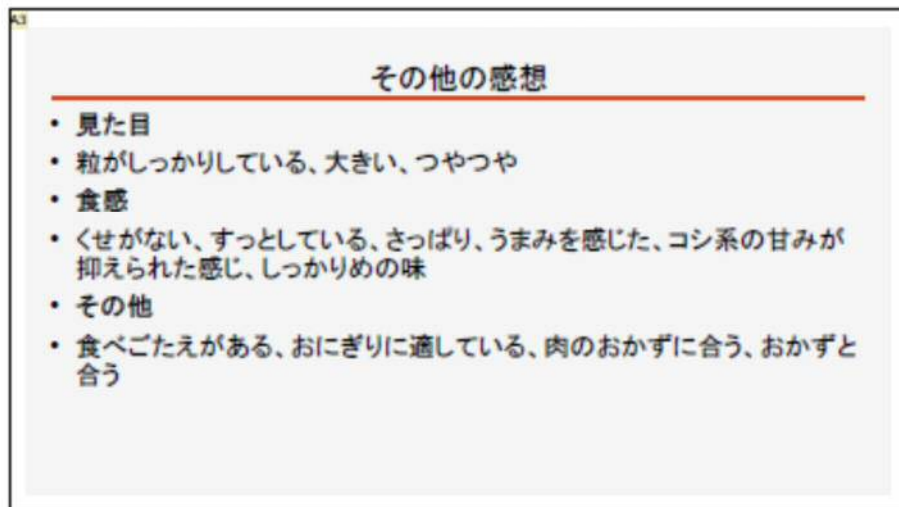 A3
その他の感想
• 見た目
• 粒がしっかりしている、大きい、つやつや
• 食感
• くせがない、すっとしている、さっぱり、うまみを感じた、コシ系の甘みが
抑えられた感じ、しっかりめの味
• その他
• 食べごたえがある、おにぎりに適している、肉のおかずに合う、おかずと
合う